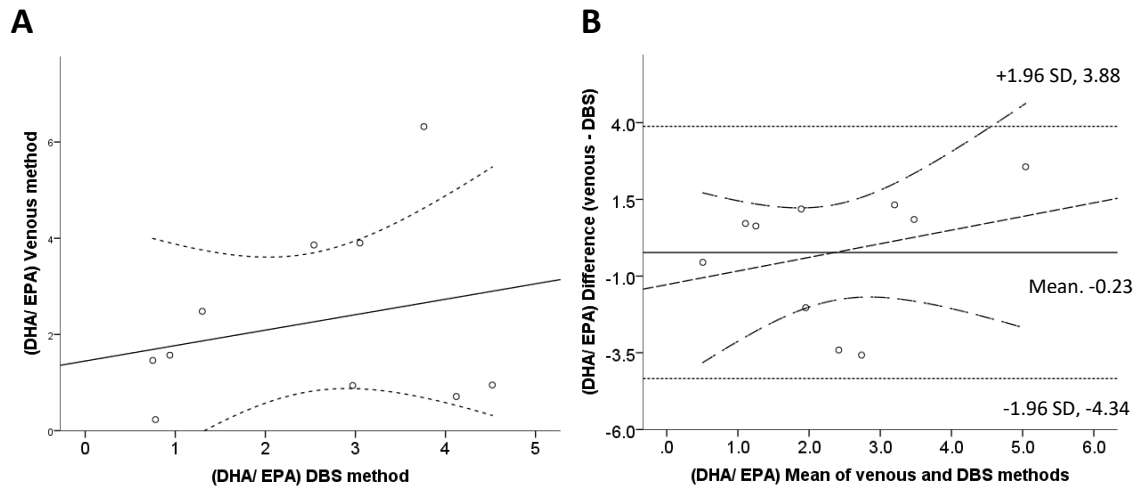 A
(DHA/ EPA) Venous method
6
4
2
0
0 1 2 3 4 5
(DHA/ EPA) DBS method
B
(DHA/ EPA) Difference (venous - DBS)
+1.96 SD, 3.88
4.0
1.5
-1.0
Mean. -0.23
-3.5
-1.96 SD, -4.34
-6.0
.0 1.0 2.0 3.0 4.0 5.0 6.0
(DHA/ EPA) Mean of venous and DBS methods